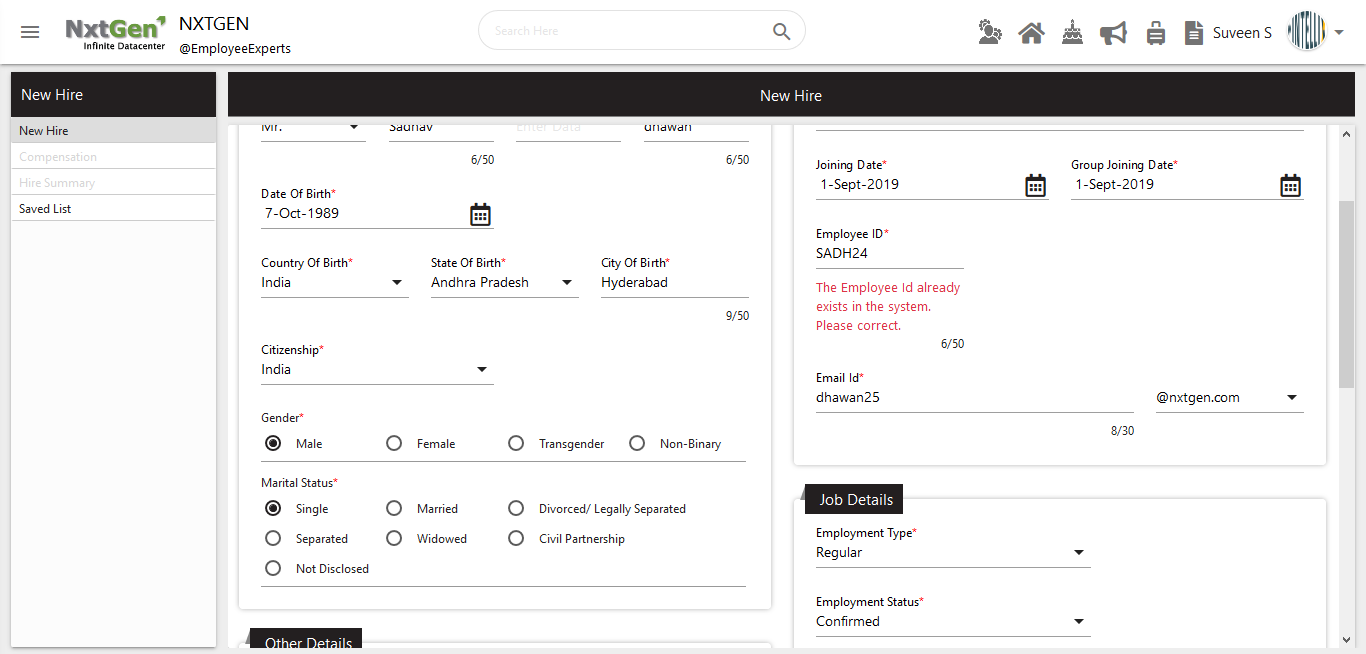 NxtGen
Infinite Datacenter
NXTGEN
@EmployeeExperts
Search Here
Suveen S
INTELLI
New Hire
New Hire
Compensation
Hire Summary
Saved List
New Hire
Mr.
Sadhav
Enter Data
dhawan
6/50
6/50
Date Of Birth*
7-Oct-1989
Country Of Birth*
India
State Of Birth*
Andhra Pradesh
City Of Birth*
Hyderabad
9/50
Citizenship*
India
Gender*
Male
Female
Transgender
Non-Binary
Marital Status*
Single
Married
Divorced/ Legally Separated
Separated
Widowed
Civil Partnership
Not Disclosed
Other Details
Joining Date*
1-Sept-2019
Group Joining Date*
1-Sept-2019
Employee ID*
SADH24
The Employee Id already
exists in the system.
Please correct.
6/50
Email Id*
dhawan25
@nxtgen.com
8/30
Job Details
Employment Type*
Regular
Employment Status*
Confirmed